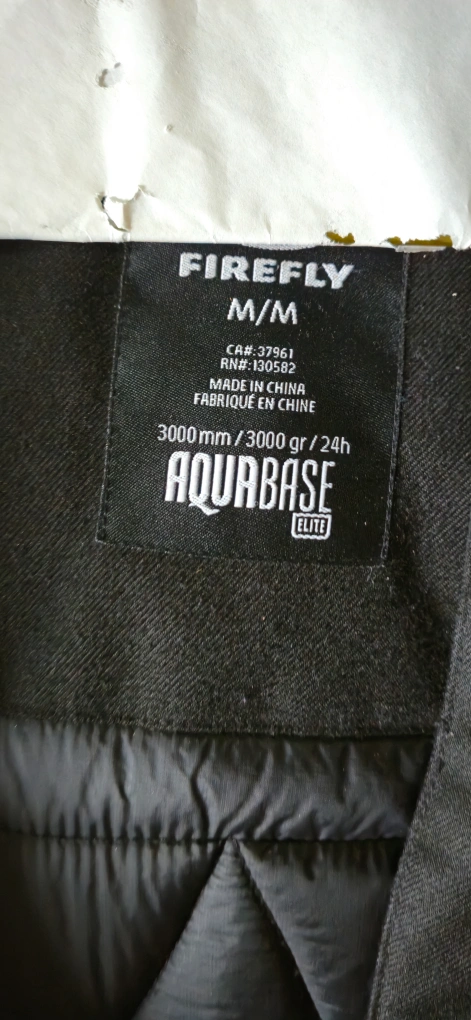 FIREFLY
M/M
CA#:37961
RN#:130582
MADE IN CHINA
FABRIQUÉ EN CHINE
3000mm / 3000 gr / 24h
AQUABASE
ELITE